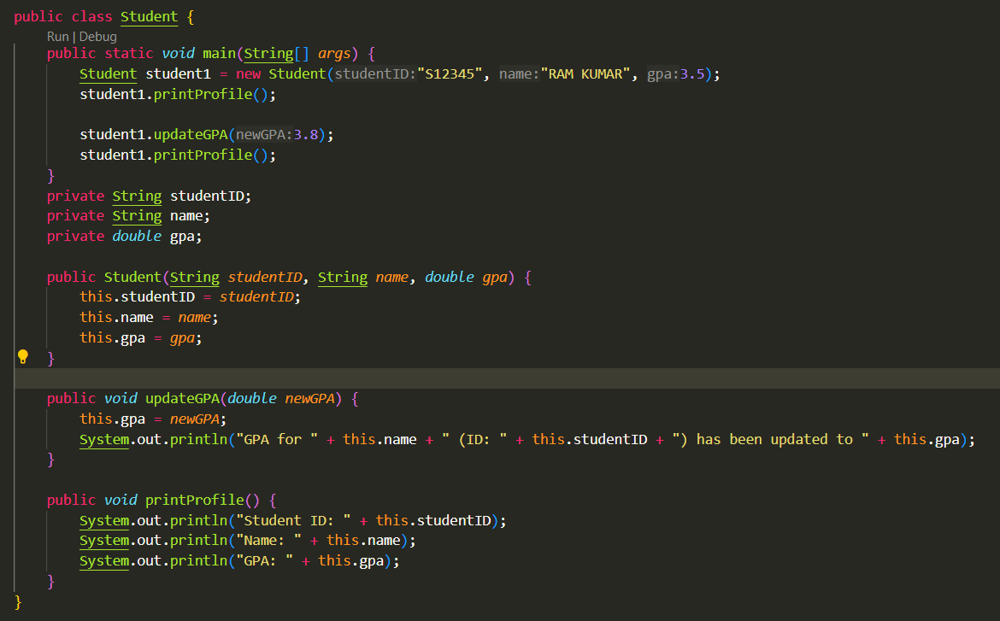 public class Student {
Run | Debug
public static void main(String[] args) {
Student student1 = new Student(studentID:"S12345", name:"RAM KUMAR", gpa:3.5);
student1.printProfile();
student1.updateGPA(newGPA:3.8);
student1.printProfile();
}
private String studentID;
private String name;
private double gpa;
public Student(String studentID, String name, double gpa) {
this.studentID = studentID;
this.name = name;
this.gpa = gpa;
}
public void updateGPA(double newGPA) {
this.gpa = newGPA;
System.out.println("GPA for " + this.name + " (ID: " + this.studentID + ") has been updated to " + this.gpa);
}
public void printProfile() {
System.out.println("Student ID: " + this.studentID);
System.out.println("Name: " + this.name);
System.out.println("GPA: " + this.gpa);
}
}